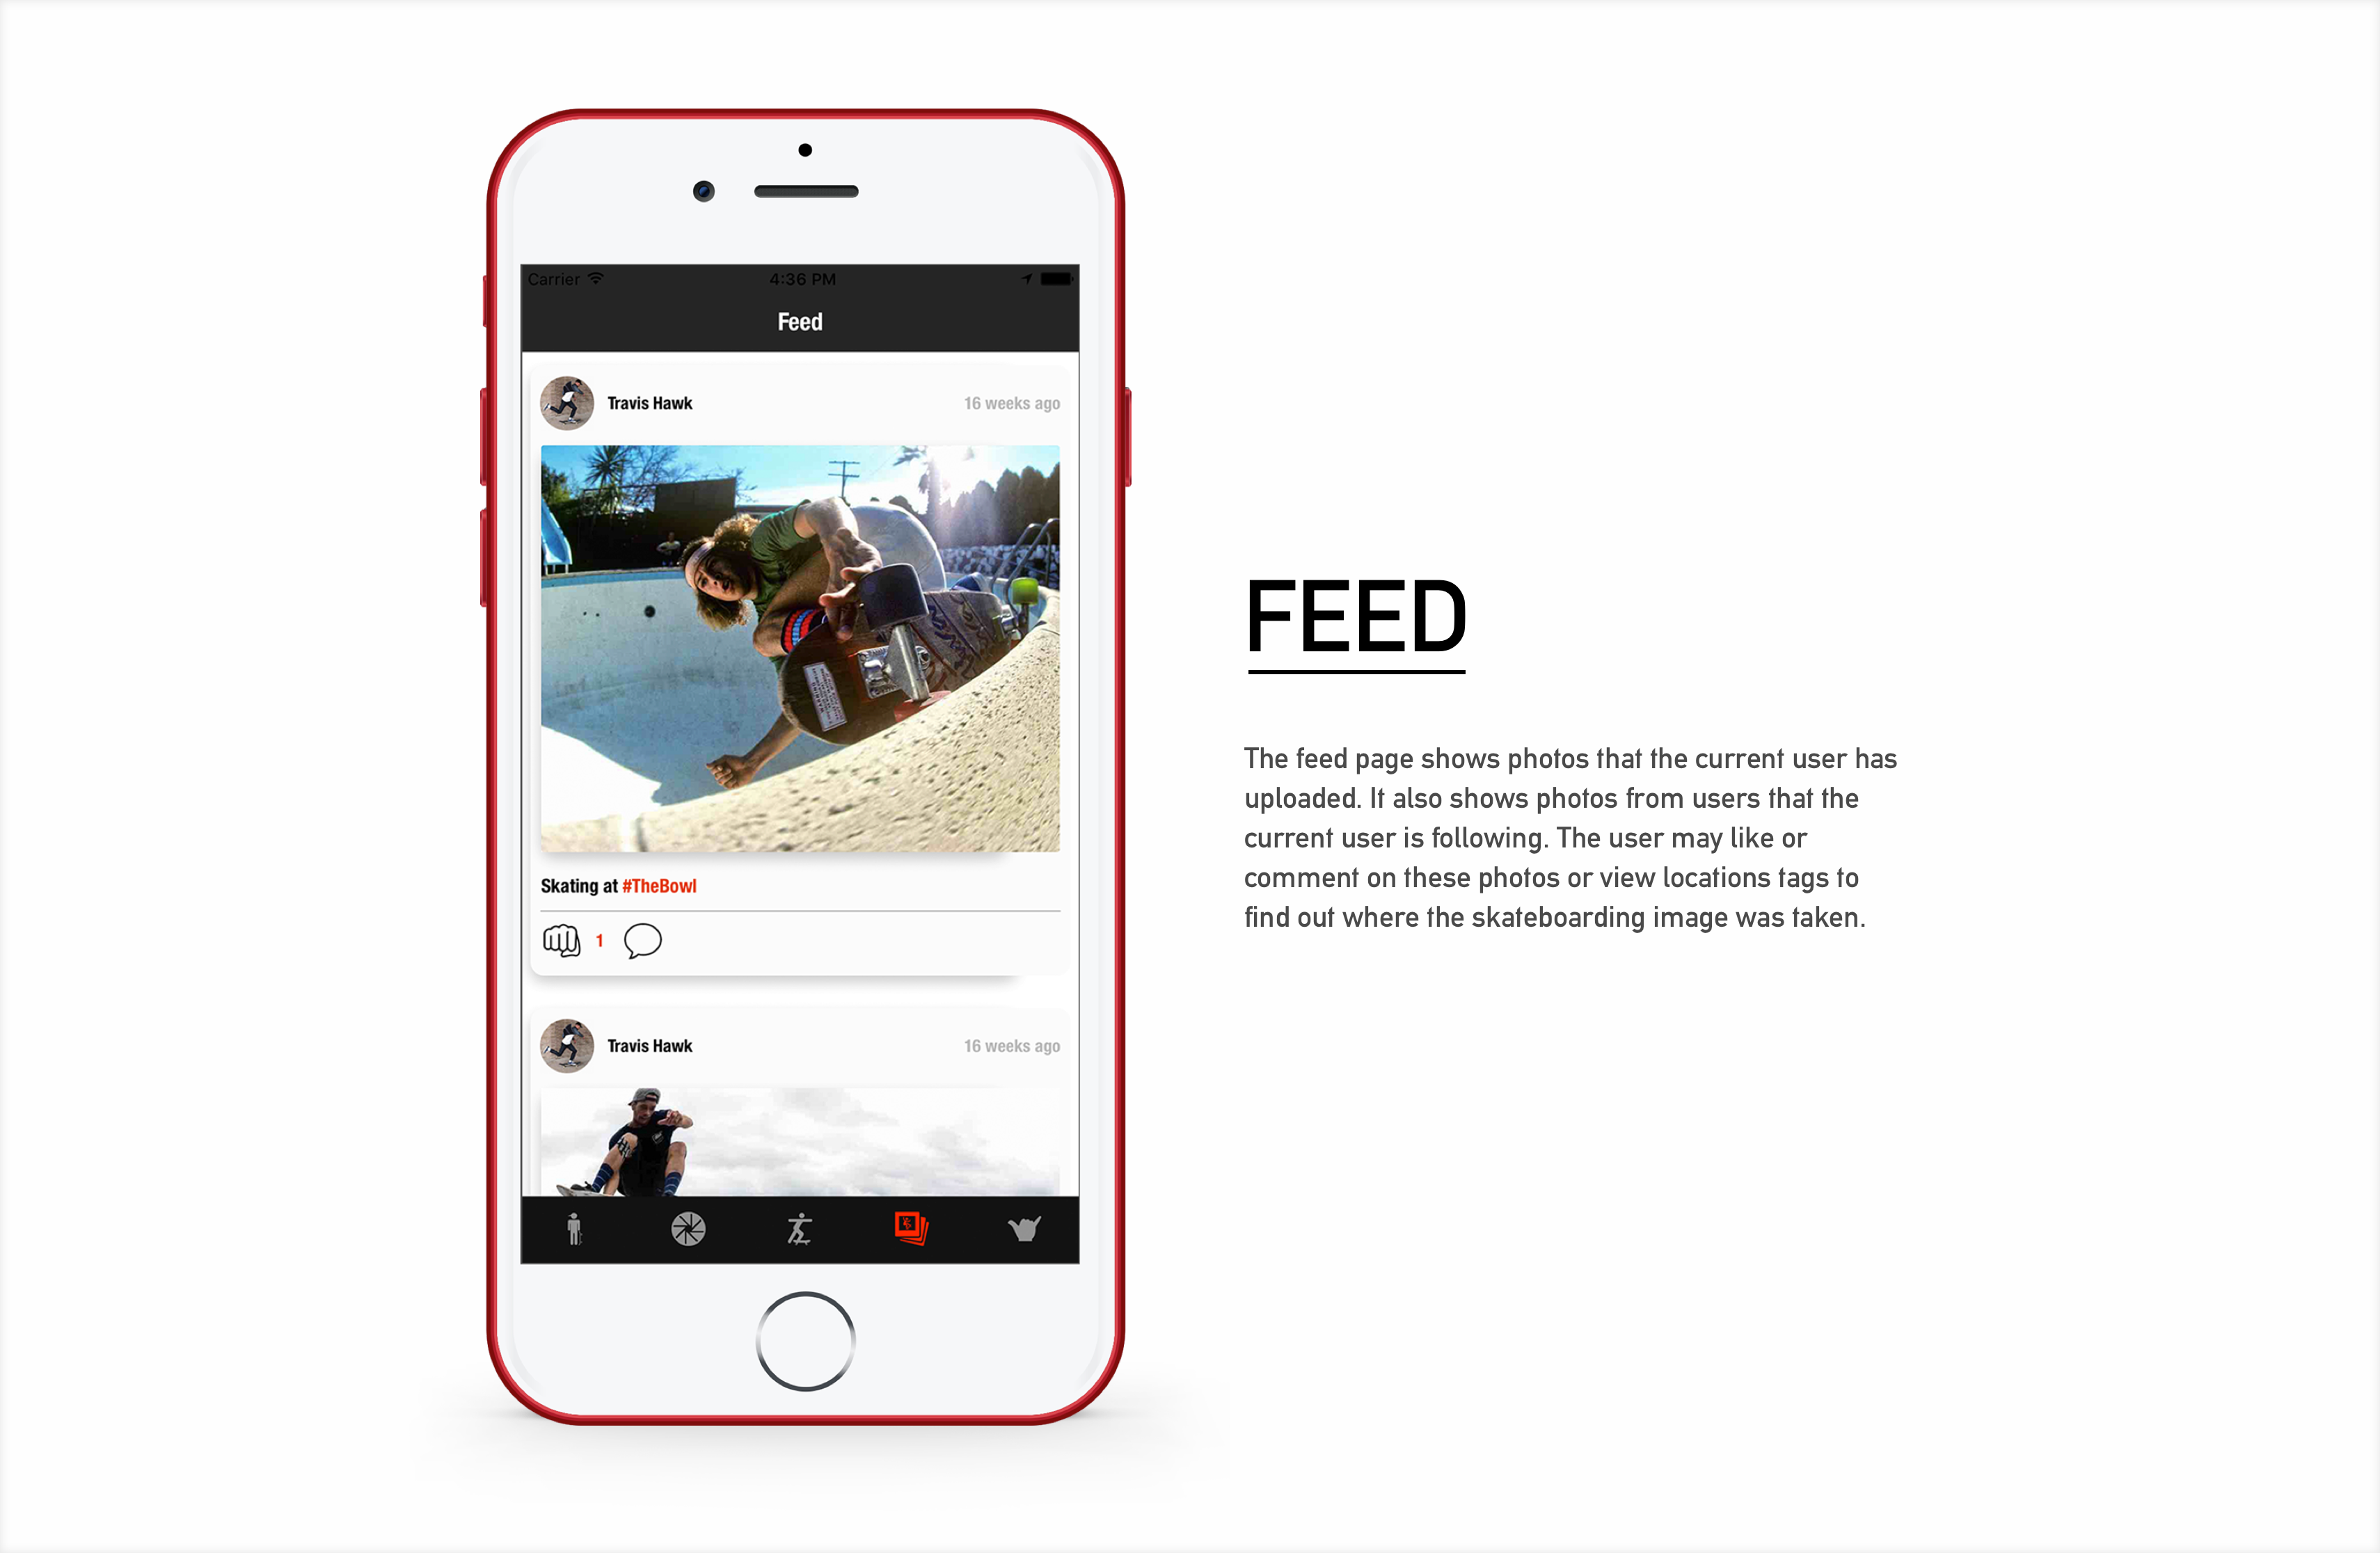 Carrier
4:36 PM
Feed
Travis Hawk
16 weeks ago
Skating at #TheBowl
1
Travis Hawk
16 weeks ago
FEED
The feed page shows photos that the current user has
uploaded. It also shows photos from users that the
current user is following. The user may like or
comment on these photos or view locations tags to
find out where the skateboarding image was taken.